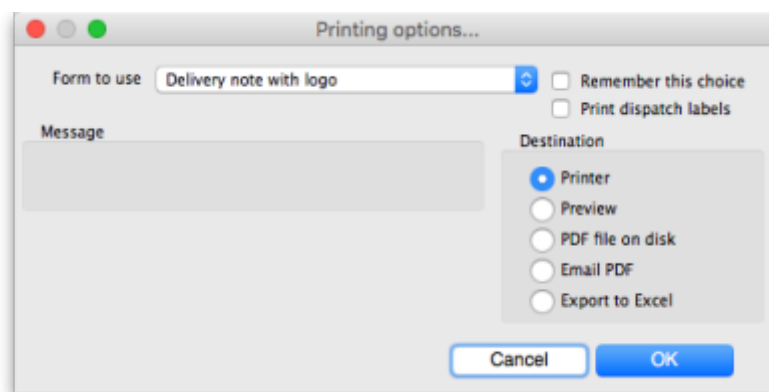 Printing options...
Form to use Delivery note with logo Remember this choice
Print dispatch labels
Message
Destination
Printer
Preview
PDF file on disk
Email PDF
Export to Excel
Cancel OK